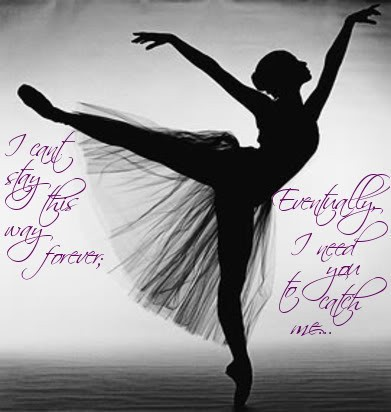 I cant
stay
this
way
forever;
Eventually,
I need
you
to catch
me...